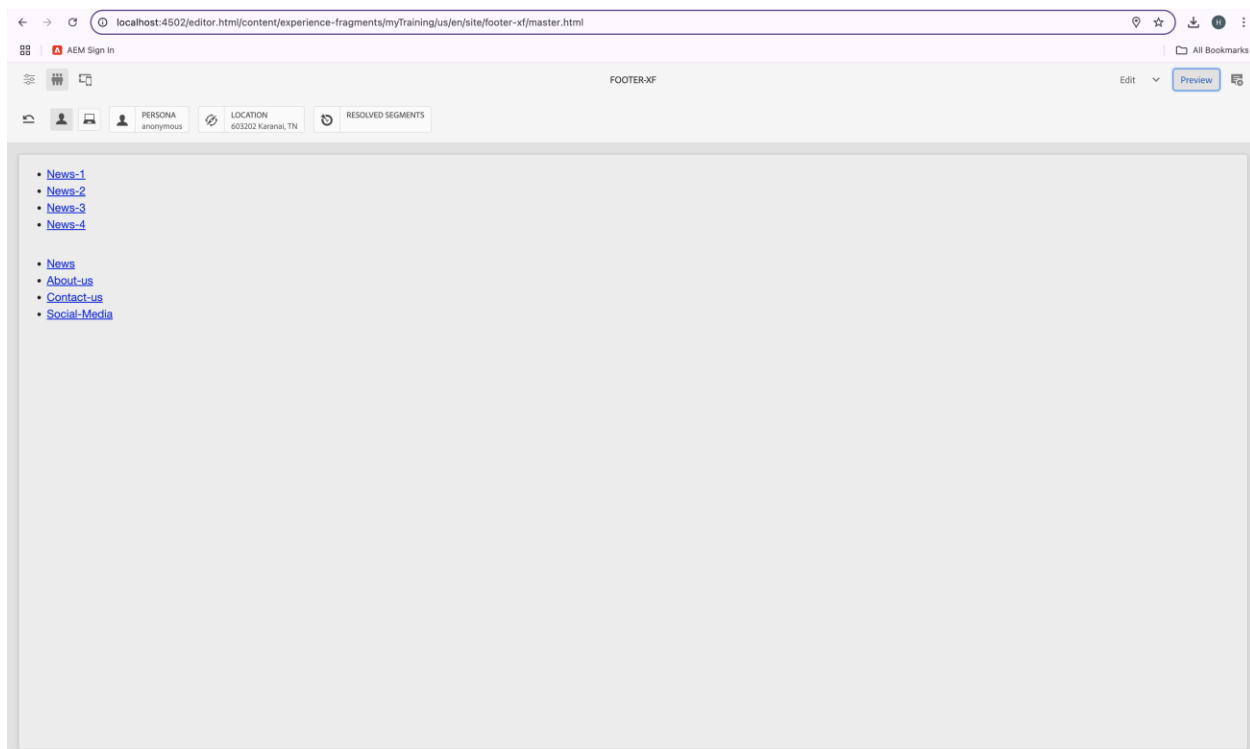 localhost:4502/editor.html/content/experience-fragments/myTraining/us/en/site/footer-xf/master.html
AEM Sign In
All Bookmarks
H
FOOTER-XF
Edit
Preview
PERSONA
anonymous
LOCATION
603202 Karanai, TN
RESOLVED SEGMENTS
News-1
News-2
News-3
News-4
News
About-us
Contact-us
Social-Media